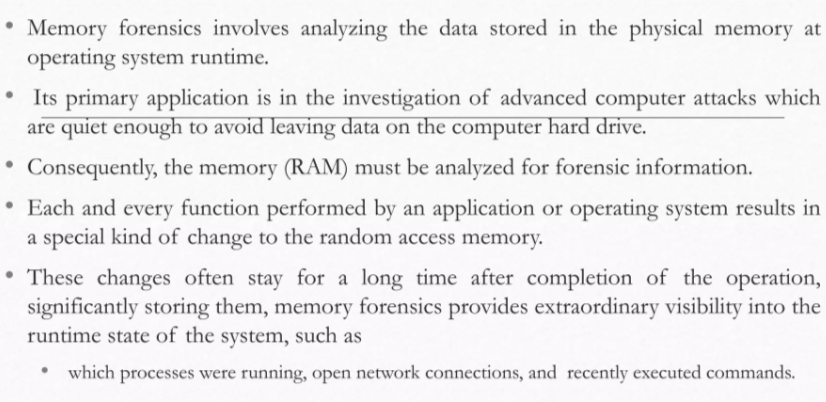 • Memory forensics involves analyzing the data stored in the physical memory at
operating system runtime.
• Its primary application is in the investigation of advanced computer attacks which
are quiet enough to avoid leaving data on the computer hard drive.
• Consequently, the memory (RAM) must be analyzed for forensic information.
• Each and every function performed by an application or operating system results in
a special kind of change to the random access memory.
• These changes often stay for a long time after completion of the operation,
significantly storing them, memory forensics provides extraordinary visibility into the
runtime state of the system, such as
• which processes were running, open network connections, and recently executed commands.